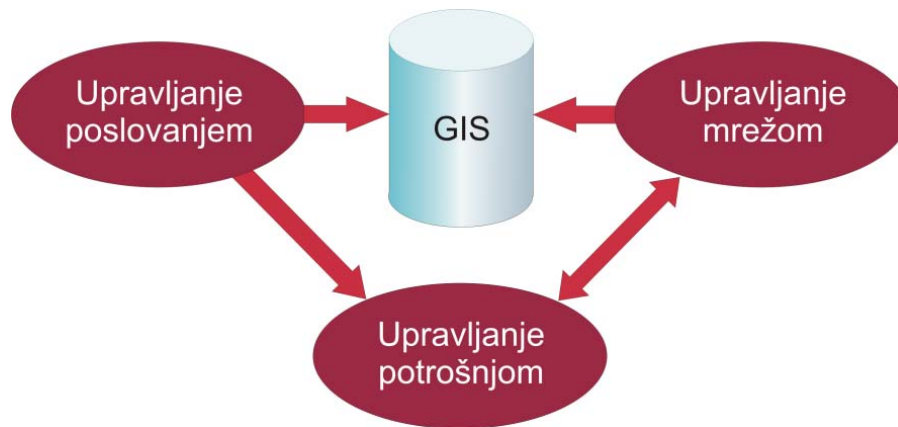 Upravljanje
poslovanjem
GIS
Upravljanje
mrežom
Upravljanje
potrošnjom